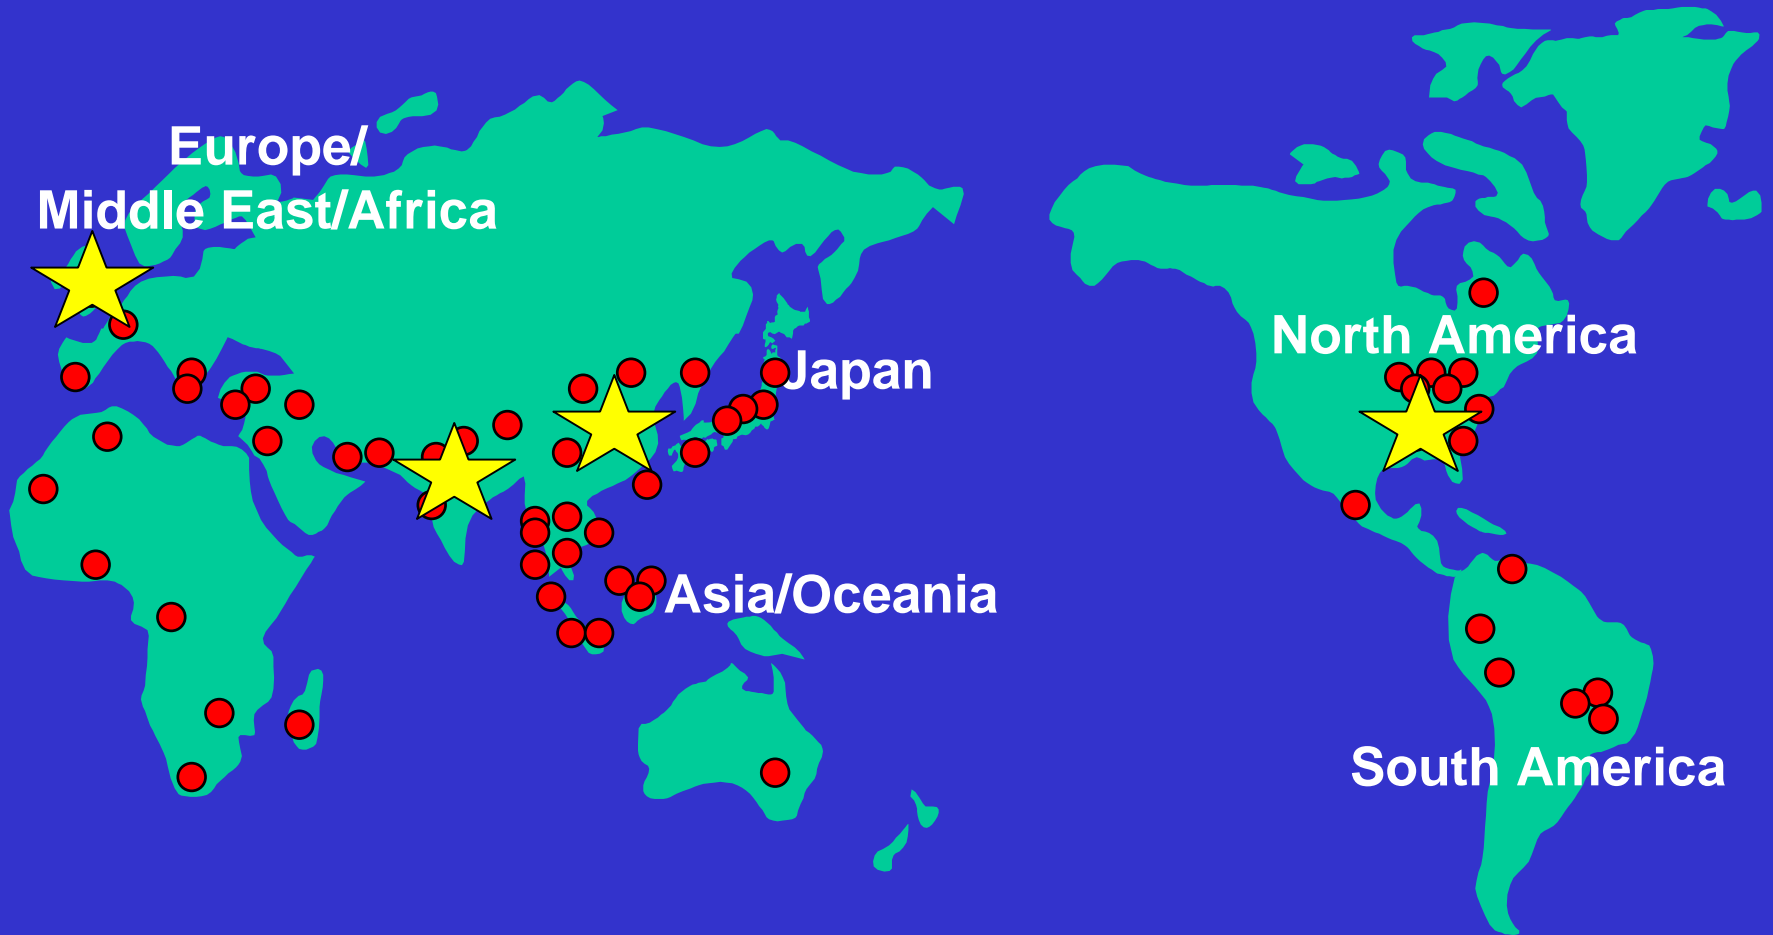 Europe/
Middle East/Africa
Japan
North America
Asia/Oceania
South America